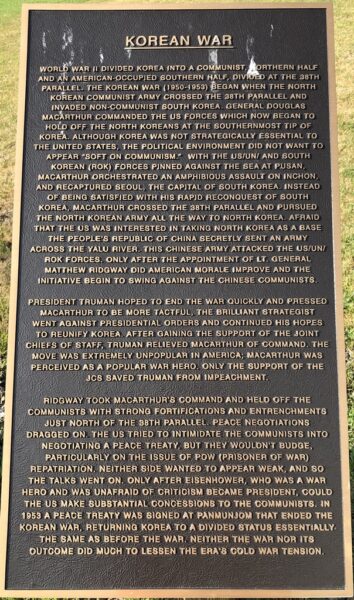 KOREAN WAR
WORLD WAR II DIVIDED KOREA INTO A COMMUNIST NORTHERN HALF
AND AN AMERICAN-OCCUPIED SOUTHERN HALF, DIVIDED AT THE 38TH
PARALLEL. THE KOREAN WAR (1950-1953) BEGAN WHEN THE NORTH
KOREAN COMMUNIST ARMY CROSSED THE 38TH PARALLEL AND
INVADED NON-COMMUNIST SOUTH KOREA. GENERAL DOUGLAS
MACARTHUR COMMANDED THE US FORCES WHICH NOW BEGAN TO
HOLD OFF THE NORTH KOREANS AT THE SOUTHERMOST TIP OF
KOREA. ALTHOUGH KOREA WAS NOT STRATEGICALLY ESSENTIAL TO
THE UNITED STATES, THE POLITICAL ENVIRONMENT DID NOT WANT TO
APPEAR "SOFT ON COMMUNISM." WITH THE US/UN/ AND SOUTH
KOREAN (ROK) FORCES PINNED AGAINST THE SEA AT PUSAN,
MACARTHUR ORCHESTRATED AN AMPHIBIOUS ASSAULT ON INCHON,
AND RECAPTURED SEOUL, THE CAPITAL OF SOUTH KOREA. INSTEAD
OF BEING SATISFIED WITH HIS RAPID RECONQUEST OF SOUTH
KOREA, MACARTHUR CROSSED THE 38TH PARALLEL AND PURSUED
THE NORTH KOREAN ARMY ALL THE WAY TO NORTH KOREA. AFRAID
THAT THE US WAS INTERESTED IN TAKING NORTH KOREA AS A BASE
THE PEOPLE'S REPUBLIC OF CHINA SECRETLY SENT AN ARMY
ACROSS THE YALU RIVER. THIS CHINESE ARMY ATTACKED THE US/UN/
ROK FORCES. ONLY AFTER THE APPOINTMENT OF LT. GENERAL
MATTHEW RIDGWAY DID AMERICAN MORALE IMPROVE AND THE
INITIATIVE BEGIN TO SWING AGAINST THE CHINESE COMMUNISTS.
PRESIDENT TRUMAN HOPED TO END THE WAR QUICKLY AND PRESSED
MACARTHUR TO BE MORE TACTFUL, THE BRILLIANT STRATEGIST
WENT AGAINST PRESIDENTIAL ORDERS AND CONTINUED HIS HOPES
TO REUNIFY KOREA. AFTER GAINING THE SUPPORT OF THE JOINT
CHIEFS OF STAFF, TRUMAN RELIEVED MACARTHUR OF COMMAND. THE
MOVE WAS EXTREMELY UNPOPULAR IN AMERICA; MACARTHUR WAS
PERCEIVED AS A POPULAR WAR HERO. ONLY THE SUPPORT OF THE
JCS SAVED TRUMAN FROM IMPEACHMENT.
RIDGWAY TOOK MACARTHUR'S COMMAND AND HELD OFF THE
COMMUNISTS WITH STRONG FORTIFICATIONS AND ENTRENCHMENTS
JUST NORTH OF THE 38TH PARALLEL. PEACE NEGOTIATIONS
DRAGGED ON. THE US TRIED TO INTIMIDATE THE COMMUNISTS INTO
NEGOTIATING A PEACE TREATY, BUT THEY WOULDN'T BUDGE,
PARTICULARLY ON THE ISSUE OF POW (PRISONER OF WAR)
REPATRIATION. NEITHER SIDE WANTED TO APPEAR WEAK, AND SO
THE TALKS WENT ON. ONLY AFTER EISENHOWER, WHO WAS A WAR
HERO AND WAS UNAFRAID OF CRITICISM BECAME PRESIDENT, COULD
THE US MAKE SUBSTANTIAL CONCESSIONS TO THE COMMUNISTS. IN
1953 A PEACE TREATY WAS SIGNED AT PANMUNJOM THAT ENDED THE
KOREAN WAR, RETURNING KOREA TO A DIVIDED STATUS ESSENTIALLY
THE SAME AS BEFORE THE WAR. NEITHER THE WAR NOR ITS
OUTCOME DID MUCH TO LESSEN THE ERA'S COLD WAR TENSION.